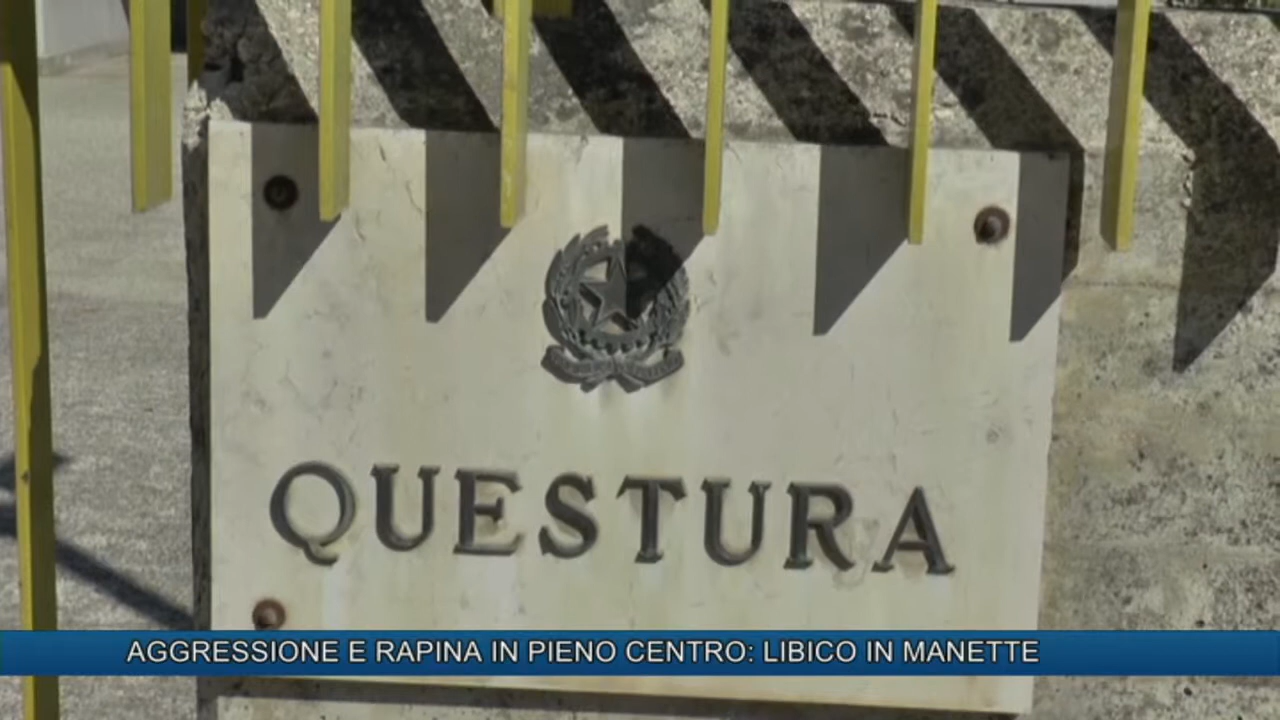 QUESTURA
AGGRESSIONE E RAPINA IN PIENO CENTRO: LIBICO IN MANETTE